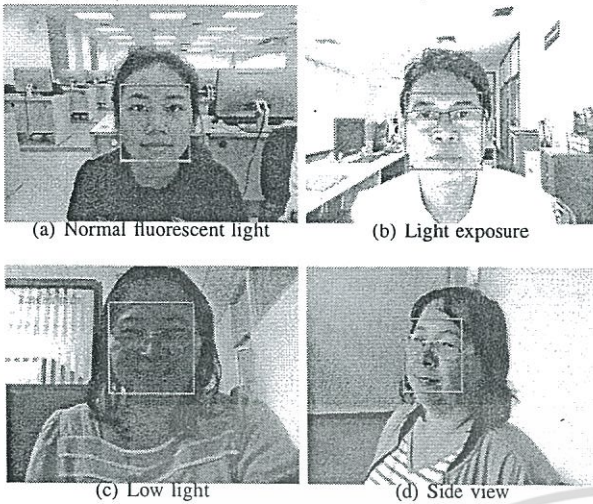 (a) Normal fluorescent light
(b) Light exposure
(c) Low light
(d) Side view